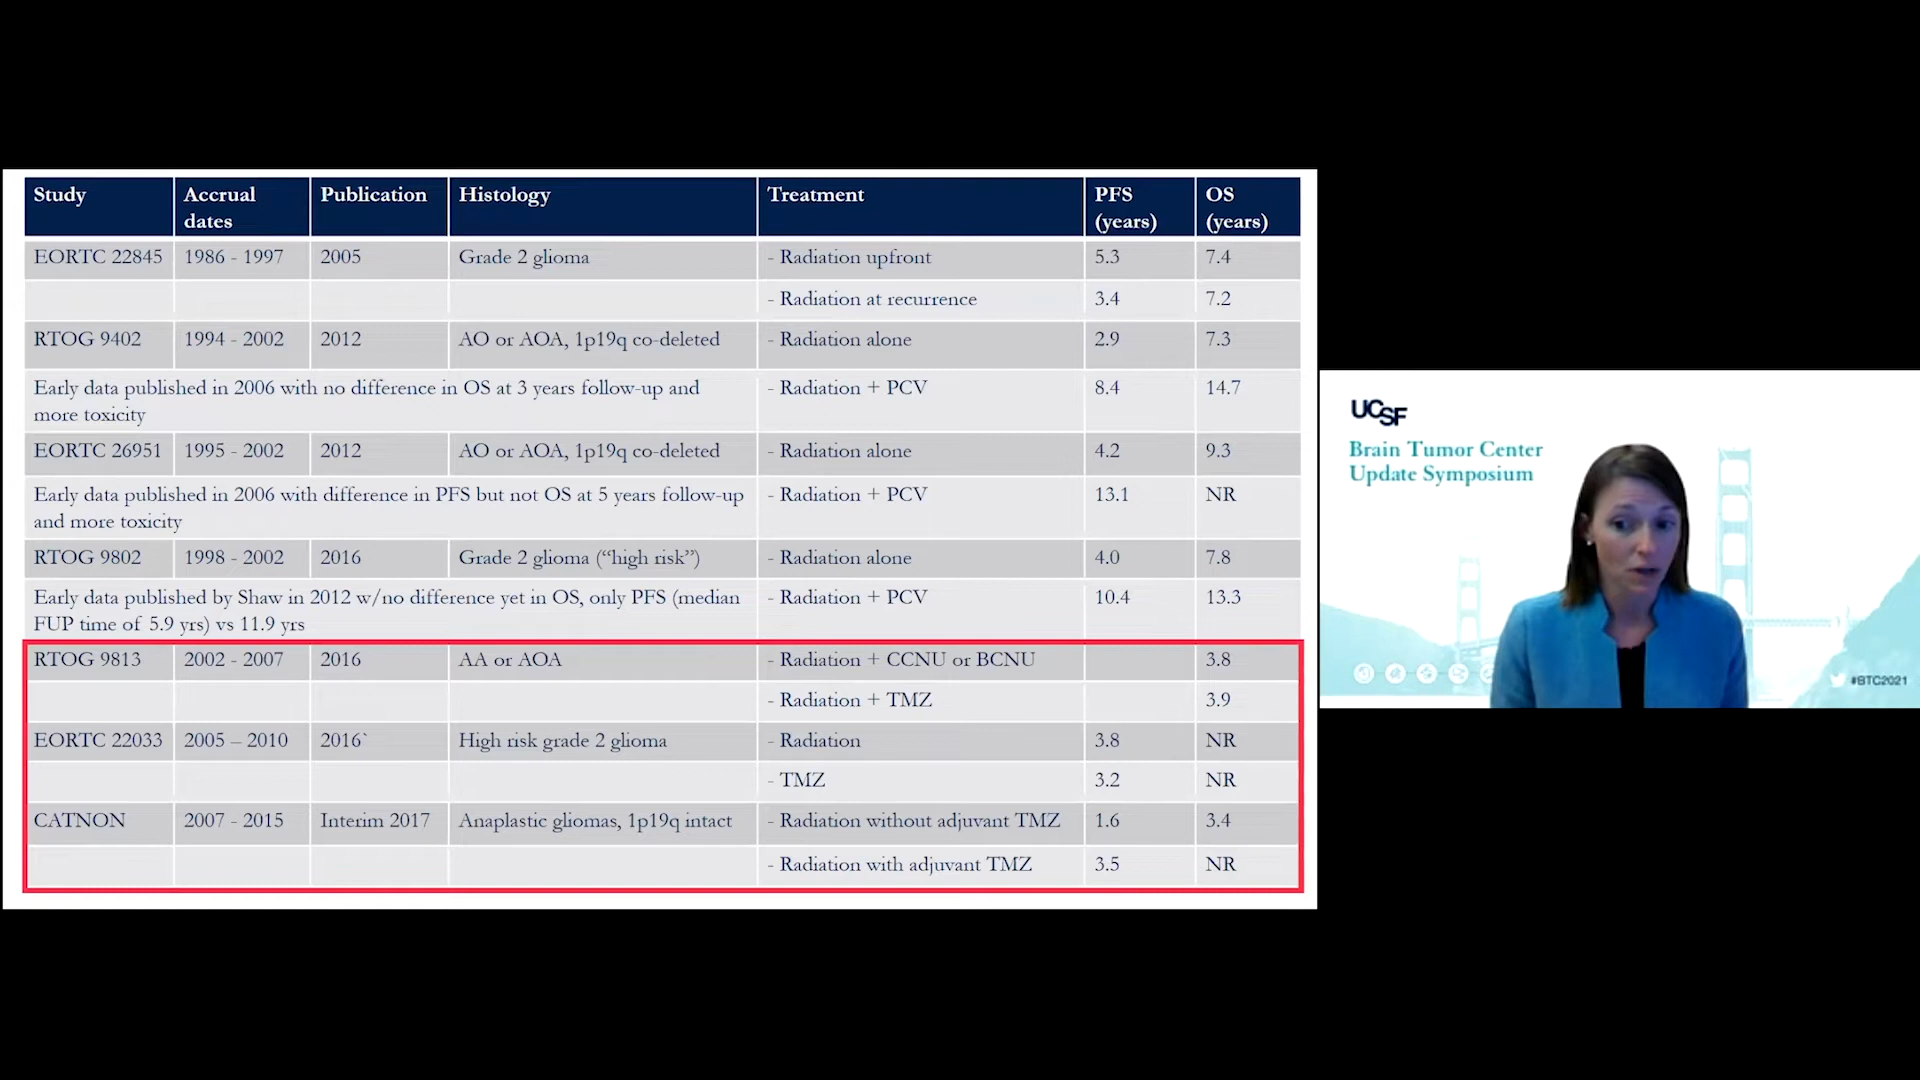 Study Accrual dates Publication Histology Treatment PFS (years) OS (years)
EORTC 22845 1986 - 1997 2005 Grade 2 glioma - Radiation upfront 5.3 7.4
- Radiation at recurrence 3.4 7.2
RTOG 9402 1994 - 2002 2012 AO or AOA, 1p19q co-deleted - Radiation alone 2.9 7.3
Early data published in 2006 with no difference in OS at 3 years follow-up and more toxicity - Radiation + PCV 8.4 14.7
EORTC 26951 1995 - 2002 2012 AO or AOA, 1p19q co-deleted - Radiation alone 4.2 9.3
Early data published in 2006 with difference in PFS but not OS at 5 years follow-up and more toxicity - Radiation + PCV 13.1 NR
RTOG 9802 1998 - 2002 2016 Grade 2 glioma (“high risk”) - Radiation alone 4.0 7.8
Early data published by Shaw in 2012 w/no difference yet in OS, only PFS (median FUP time of 5.9 yrs) vs 11.9 yrs - Radiation + PCV 10.4 13.3
RTOG 9813 2002 - 2007 2016 AA or AOA - Radiation + CCNU or BCNU 3.8
- Radiation + TMZ 3.9
EORTC 22033 2005 – 2010 2016` High risk grade 2 glioma - Radiation 3.8 NR
- TMZ 3.2 NR
CATNON 2007 - 2015 Interim 2017 Anaplastic gliomas, 1p19q intact - Radiation without adjuvant TMZ 1.6 3.4
- Radiation with adjuvant TMZ 3.5 NR
UCSF
Brain Tumor Center
Update Symposium
#BTC2021